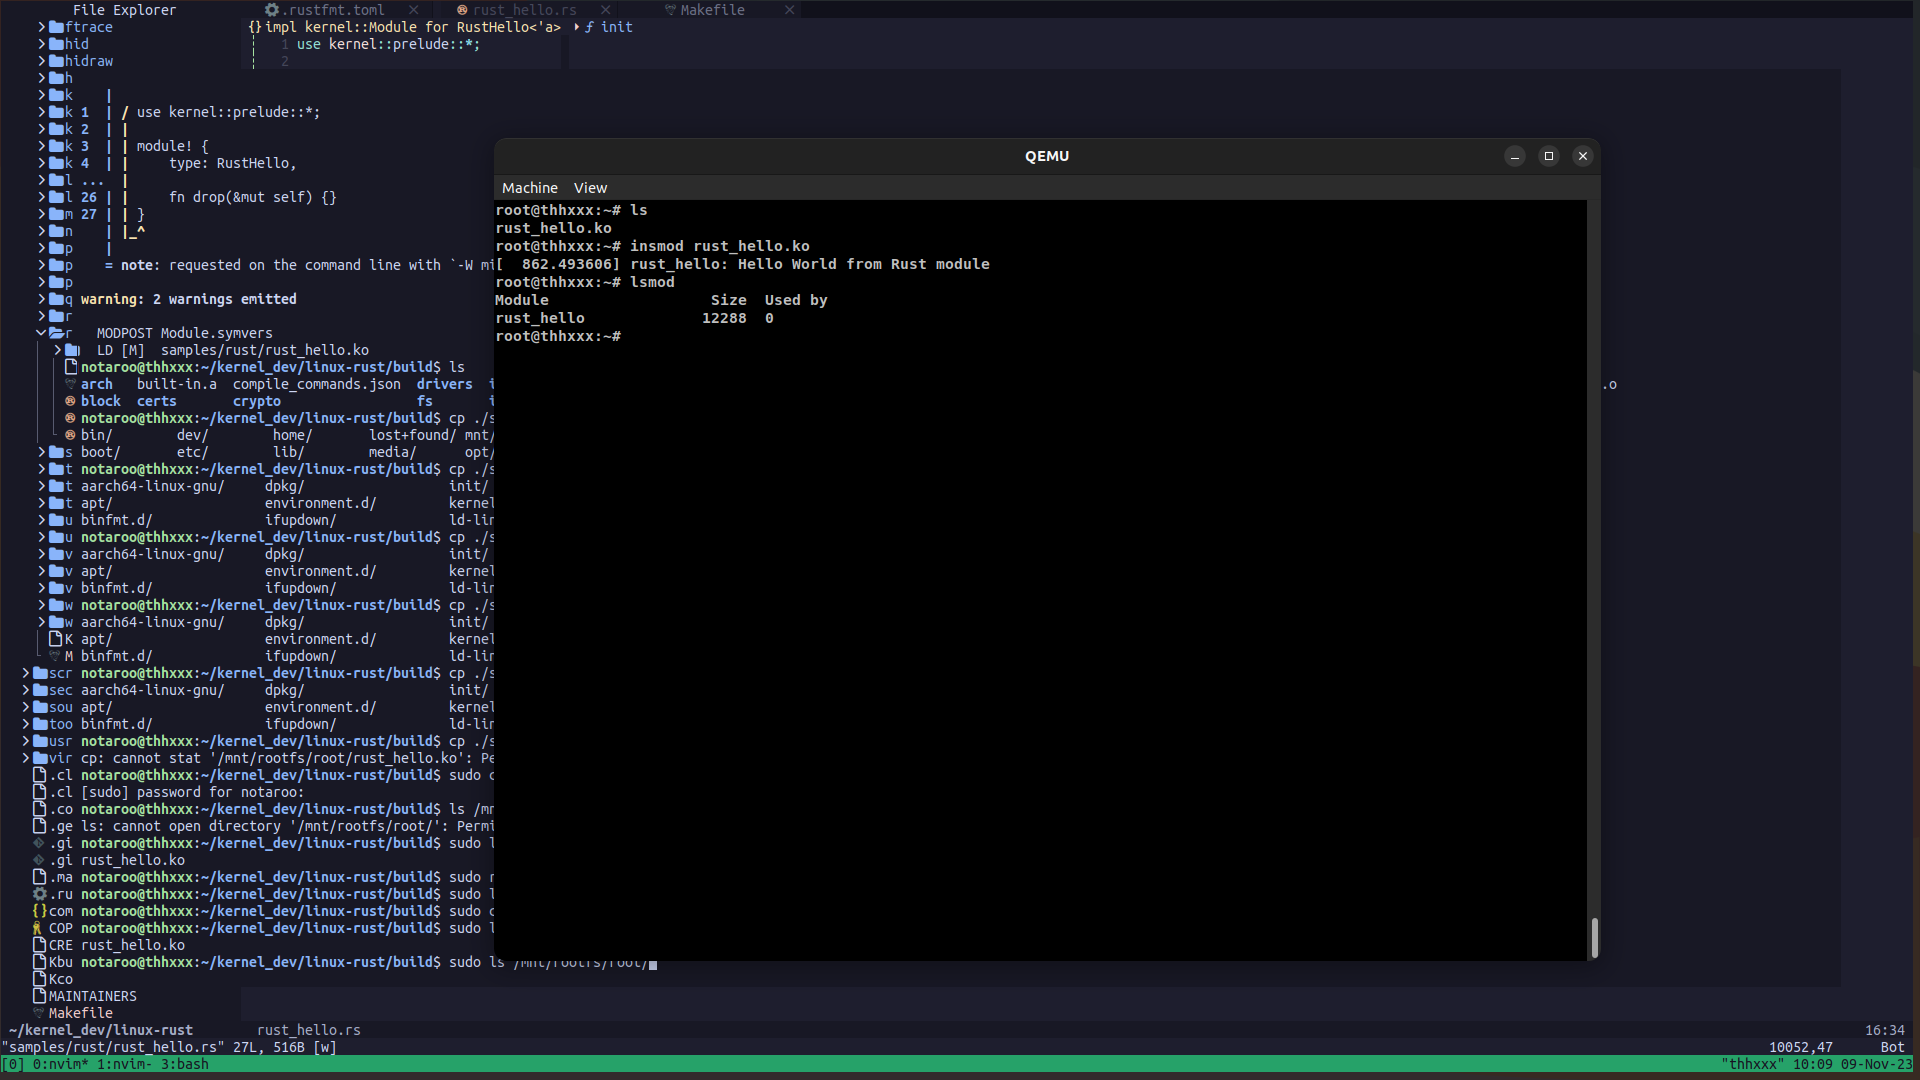 File Explorer .rustfmt.toml rust_hello.rs Makefile
ftrace {} impl kernel::Module for RustHello<'a> ƒ init
hid 1 use kernel::prelude::*;
hidraw 2
h
k |
k 1 | / use kernel::prelude::*;
k 2 | |
k 3 | | module! {
k 4 | | type: RustHello,
l ... |
l 26 | | fn drop(&mut self) {}
m 27 | | }
n | |_^
p |
p = note: requested on the command line with `-W mi
p
q warning: 2 warnings emitted
r
r MODPOST Module.symvers
LD [M] samples/rust/rust_hello.ko
notaroo@thhxxx:~/kernel_dev/linux-rust/build$ ls
arch built-in.a compile_commands.json drivers i .o
block certs crypto fs i
notaroo@thhxxx:~/kernel_dev/linux-rust/build$ cp ./s
bin/ dev/ home/ lost+found/ mnt/
s boot/ etc/ lib/ media/ opt/
t notaroo@thhxxx:~/kernel_dev/linux-rust/build$ cp ./s
t aarch64-linux-gnu/ dpkg/ init/
t apt/ environment.d/ kernel
u binfmt.d/ ifupdown/ ld-lin
u notaroo@thhxxx:~/kernel_dev/linux-rust/build$ cp ./s
v aarch64-linux-gnu/ dpkg/ init/
v apt/ environment.d/ kernel
v binfmt.d/ ifupdown/ ld-lin
w notaroo@thhxxx:~/kernel_dev/linux-rust/build$ cp ./s
w aarch64-linux-gnu/ dpkg/ init/
K apt/ environment.d/ kernel
M binfmt.d/ ifupdown/ ld-lin
scr notaroo@thhxxx:~/kernel_dev/linux-rust/build$ cp ./s
sec aarch64-linux-gnu/ dpkg/ init/
sou apt/ environment.d/ kernel
too binfmt.d/ ifupdown/ ld-lin
usr notaroo@thhxxx:~/kernel_dev/linux-rust/build$ cp ./s
vir cp: cannot stat '/mnt/rootfs/root/rust_hello.ko': Pe
.cl notaroo@thhxxx:~/kernel_dev/linux-rust/build$ sudo c
.cl [sudo] password for notaroo:
.co notaroo@thhxxx:~/kernel_dev/linux-rust/build$ ls /mn
.ge ls: cannot open directory '/mnt/rootfs/root/': Permi
.gi notaroo@thhxxx:~/kernel_dev/linux-rust/build$ sudo l
.gi rust_hello.ko
.ma notaroo@thhxxx:~/kernel_dev/linux-rust/build$ sudo r
.ru notaroo@thhxxx:~/kernel_dev/linux-rust/build$ sudo l
{} com notaroo@thhxxx:~/kernel_dev/linux-rust/build$ sudo c
COP notaroo@thhxxx:~/kernel_dev/linux-rust/build$ sudo l
CRE rust_hello.ko
Kbu notaroo@thhxxx:~/kernel_dev/linux-rust/build$ sudo ls /mnt/rootfs/root/
Kco
MAINTAINERS
Makefile
~/kernel_dev/linux-rust rust_hello.rs 16:34
"samples/rust/rust_hello.rs" 27L, 516B [w] 10052,47 Bot
[0] 0:nvim* 1:nvim- 3:bash "thhxxx" 10:09 09-Nov-23
QEMU
Machine View
root@thhxxx:~# ls
rust_hello.ko
root@thhxxx:~# insmod rust_hello.ko
[ 862.493606] rust_hello: Hello World from Rust module
root@thhxxx:~# lsmod
Module Size Used by
rust_hello 12288 0
root@thhxxx:~#